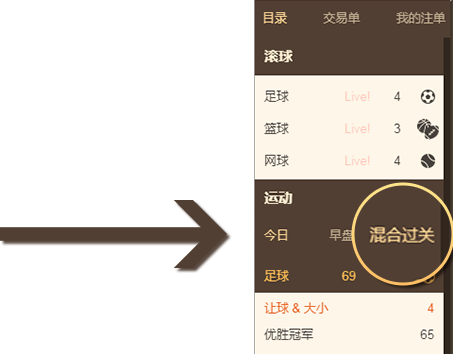 目录 交易单 我的注单
滚球
足球 Live! 4
篮球 Live! 3
网球 Live! 4
运动
今日 早盘 混合过关
足球 69
让球 & 大小 4
优胜冠军 65